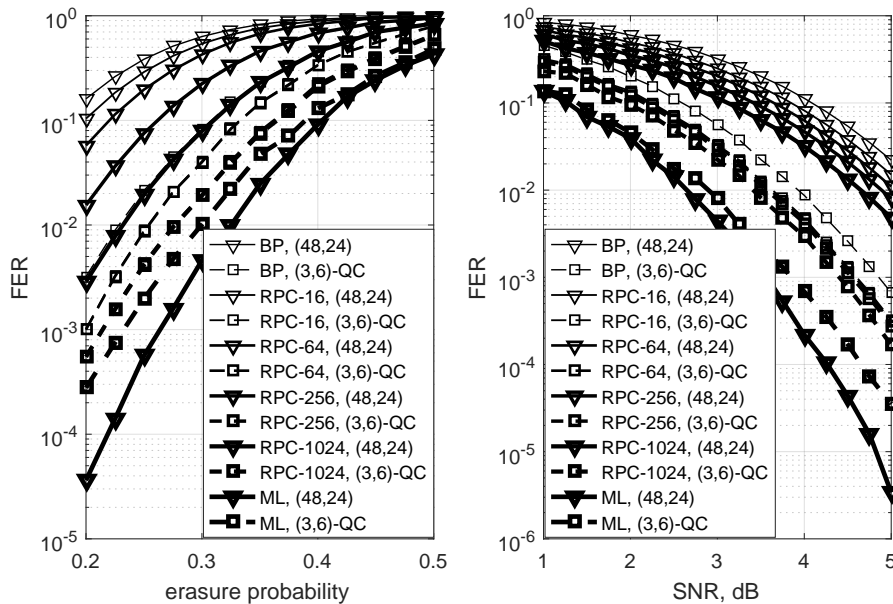 FER
10^0
10^-1
10^-2
10^-3
10^-4
10^-5
0.2 0.3 0.4 0.5
erasure probability
BP, (48,24)
BP, (3,6)-QC
RPC-16, (48,24)
RPC-16, (3,6)-QC
RPC-64, (48,24)
RPC-64, (3,6)-QC
RPC-256, (48,24)
RPC-256, (3,6)-QC
RPC-1024, (48,24)
RPC-1024, (3,6)-QC
ML, (48,24)
ML, (3,6)-QC
FER
10^0
10^-1
10^-2
10^-3
10^-4
10^-5
10^-6
1 2 3 4 5
SNR, dB
BP, (48,24)
BP, (3,6)-QC
RPC-16, (48,24)
RPC-16, (3,6)-QC
RPC-64, (48,24)
RPC-64, (3,6)-QC
RPC-256, (48,24)
RPC-256, (3,6)-QC
RPC-1024, (48,24)
RPC-1024, (3,6)-QC
ML, (48,24)
ML, (3,6)-QC